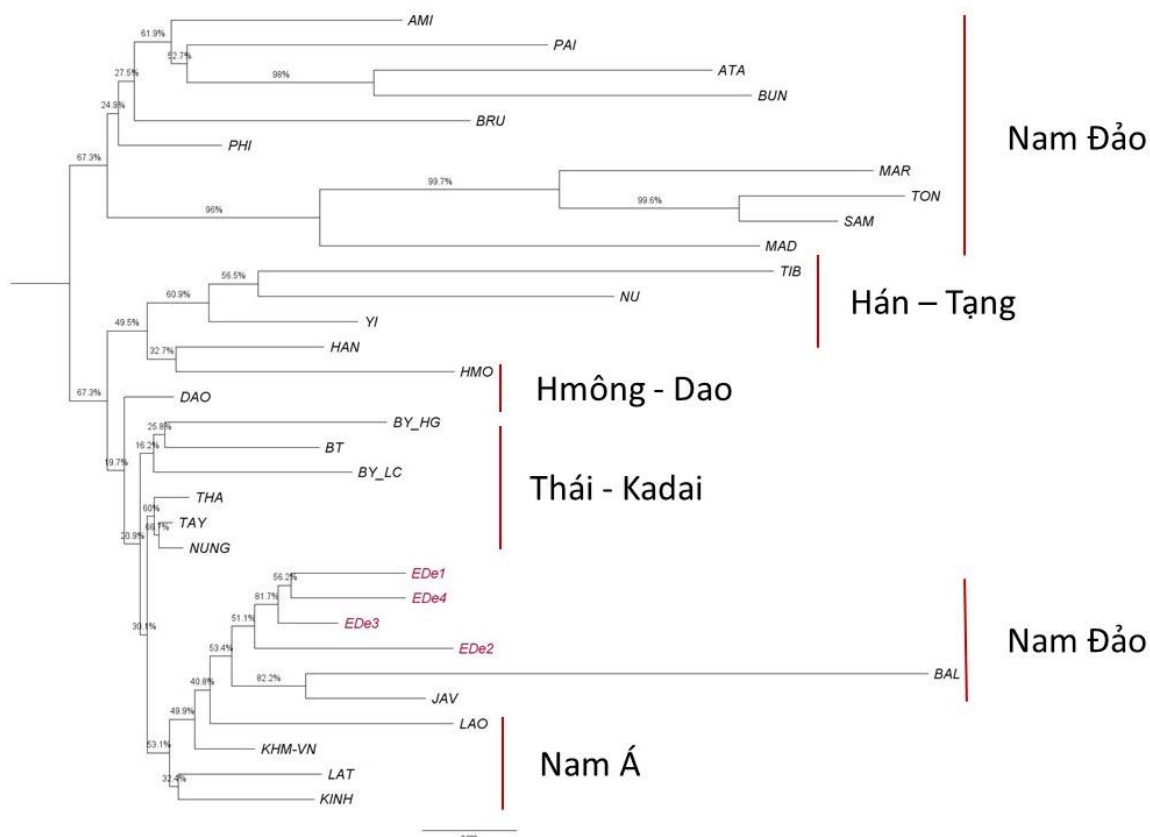 AMI
61.9%
PAI
52.7%
ATA
98%
27.5%
BUN
24.9%
BRU
PHI
Nam Đảo
67.3%
MAR
99.7%
TON
99.6%
SAM
96%
MAD
TIB
56.5%
NU
60.9%
YI
Hán – Tạng
49.5%
HAN
32.7%
HMO
Hmông - Dao
67.3%
DAO
BY_HG
25.8%
BT
16.2%
BY_LC
19.7%
Thái - Kadai
THA
60%
TAY
66.7%
20.9%
NUNG
EDe1
56.2%
EDe4
81.7%
EDe3
51.1%
30.1%
EDe2
53.4%
Nam Đảo
BAL
82.2%
40.8%
JAV
LAO
49.9%
KHM-VN
53.1%
Nam Á
LAT
32.4%
KINH